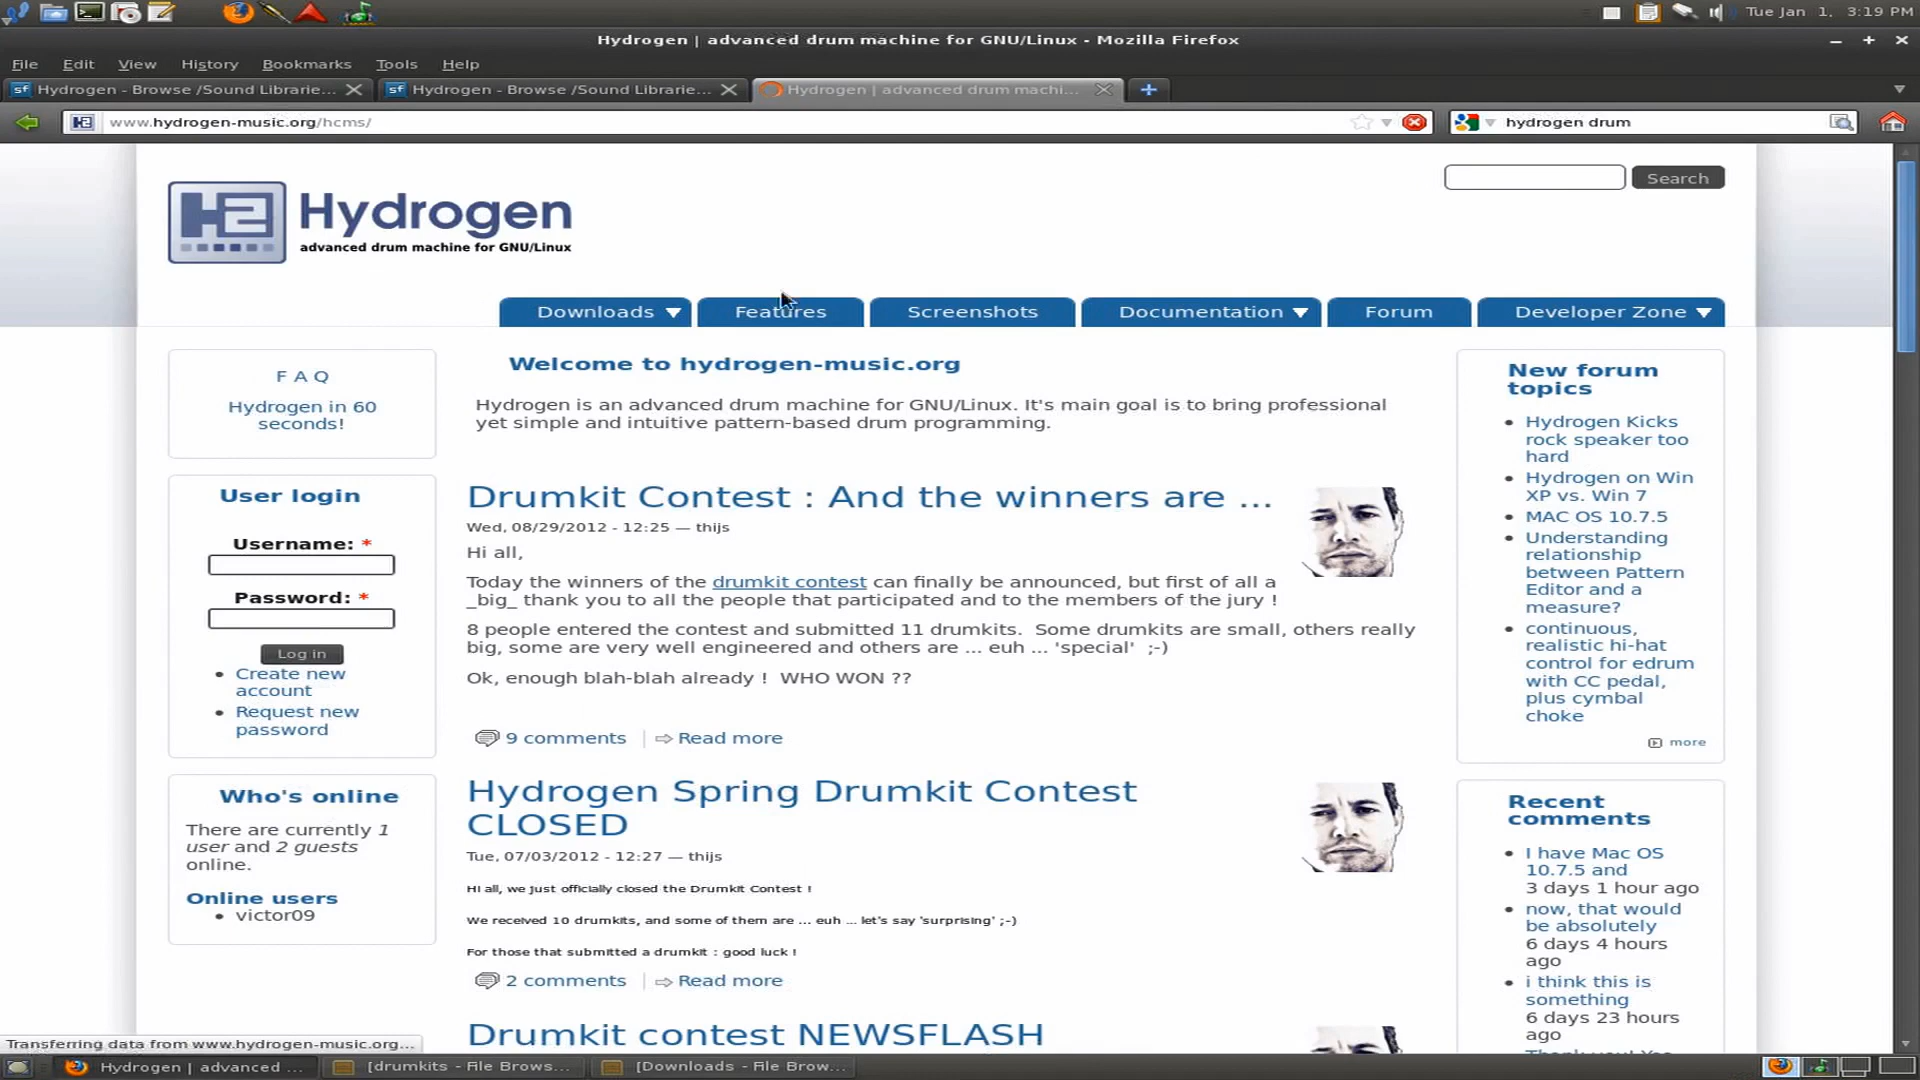 Tue Jan 1, 3:19 PM
Hydrogen | advanced drum machine for GNU/Linux - Mozilla Firefox
File Edit View History Bookmarks Tools Help
sf Hydrogen - Browse /Sound Librarie... sf Hydrogen - Browse /Sound Librarie... Hydrogen | advanced drum machi...
www.hydrogen-music.org/hcms/ hydrogen drum
Search
H2 Hydrogen
advanced drum machine for GNU/Linux
Downloads Features Screenshots Documentation Forum Developer Zone
F A Q
Hydrogen in 60
seconds!
User login
Username: *
Password: *
Log in
Create new
account
Request new
password
Who's online
There are currently 1
user and 2 guests
online.
Online users
victor09
Welcome to hydrogen-music.org
Hydrogen is an advanced drum machine for GNU/Linux. It's main goal is to bring professional
yet simple and intuitive pattern-based drum programming.
Drumkit Contest : And the winners are ...
Wed, 08/29/2012 - 12:25 — thijs
Hi all,
Today the winners of the drumkit contest can finally be announced, but first of all a
_big_ thank you to all the people that participated and to the members of the jury !
8 people entered the contest and submitted 11 drumkits. Some drumkits are small, others really
big, some are very well engineered and others are ... euh ... 'special' ;-)
Ok, enough blah-blah already ! WHO WON ??
9 comments Read more
Hydrogen Spring Drumkit Contest
CLOSED
Tue, 07/03/2012 - 12:27 — thijs
Hi all, we just officially closed the Drumkit Contest !
We received 10 drumkits, and some of them are ... euh ... let's say 'surprising' ;-)
For those that submitted a drumkit : good luck !
2 comments Read more
Drumkit contest NEWSFLASH
New forum
topics
Hydrogen Kicks
rock speaker too
hard
Hydrogen on Win
XP vs. Win 7
MAC OS 10.7.5
Understanding
relationship
between Pattern
Editor and a
measure?
continuous,
realistic hi-hat
control for edrum
with CC pedal,
plus cymbal
choke
more
Recent
comments
I have Mac OS
10.7.5 and
3 days 1 hour ago
now, that would
be absolutely
6 days 4 hours
ago
i think this is
something
6 days 23 hours
ago
Transferring data from www.hydrogen-music.org...
Hydrogen | advanced ... [drumkits - File Brows... [Downloads - File Brow...